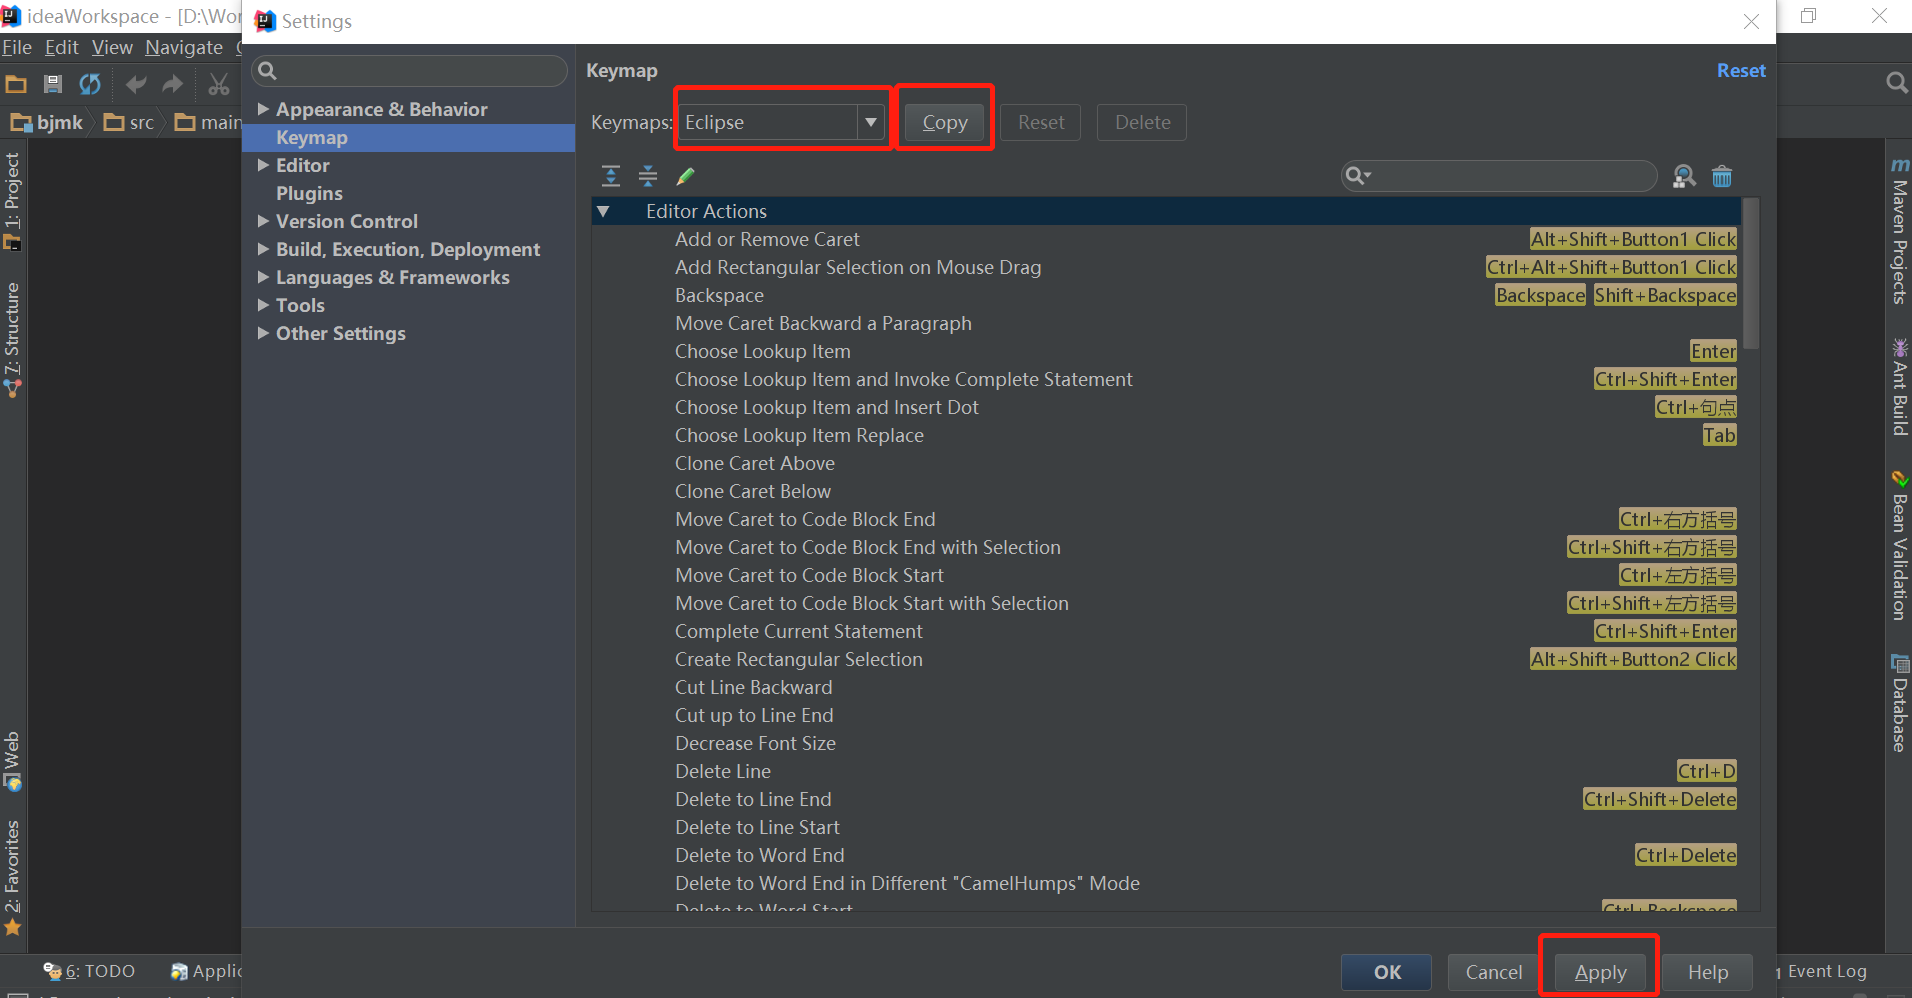 ideaWorkspace - [D:\Wor
Settings
File Edit View Navigate
bjmk src main
Keymap
Reset
Keymaps: Eclipse Copy Reset Delete
Appearance & Behavior
Keymap
Editor
Plugins
Version Control
Build, Execution, Deployment
Languages & Frameworks
Tools
Other Settings
Editor Actions
Add or Remove Caret Alt+Shift+Button1 Click
Add Rectangular Selection on Mouse Drag Ctrl+Alt+Shift+Button1 Click
Backspace Backspace Shift+Backspace
Move Caret Backward a Paragraph
Choose Lookup Item Enter
Choose Lookup Item and Invoke Complete Statement Ctrl+Shift+Enter
Choose Lookup Item and Insert Dot Ctrl+句点
Choose Lookup Item Replace Tab
Clone Caret Above
Clone Caret Below
Move Caret to Code Block End Ctrl+右方括号
Move Caret to Code Block End with Selection Ctrl+Shift+右方括号
Move Caret to Code Block Start Ctrl+左方括号
Move Caret to Code Block Start with Selection Ctrl+Shift+左方括号
Complete Current Statement Ctrl+Shift+Enter
Create Rectangular Selection Alt+Shift+Button2 Click
Cut Line Backward
Cut up to Line End
Decrease Font Size
Delete Line Ctrl+D
Delete to Line End Ctrl+Shift+Delete
Delete to Line Start
Delete to Word End Ctrl+Delete
Delete to Word End in Different "CamelHumps" Mode
Delete to Word Start Ctrl+Backspace
OK Cancel Apply Help
1: Project
7: Structure
Web
2: Favorites
m Maven Projects
Ant Build
Bean Validation
Database
6: TODO Applic
Event Log